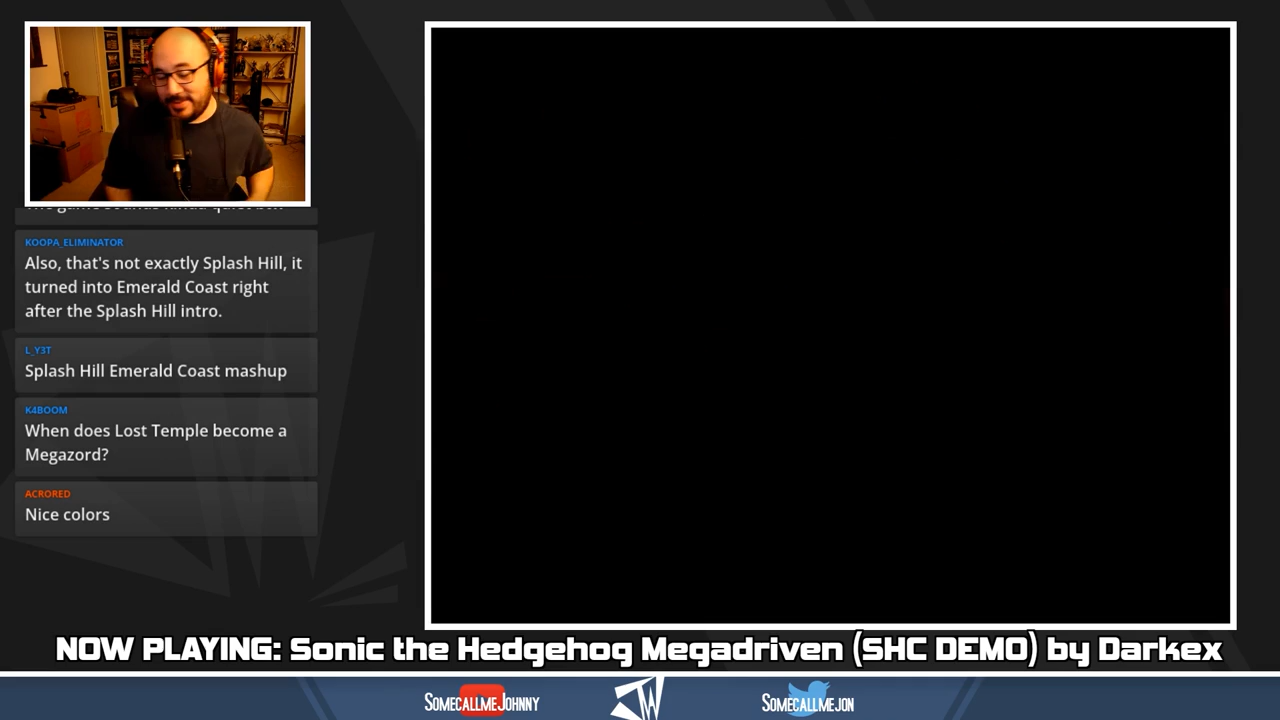 KOOPA_ELIMINATOR
Also, that's not exactly Splash Hill, it
turned into Emerald Coast right
after the Splash Hill intro.
L_Y3T
Splash Hill Emerald Coast mashup
K4BOOM
When does Lost Temple become a
Megazord?
ACRORED
Nice colors
NOW PLAYING: Sonic the Hedgehog Megadriven (SHC DEMO) by Darkex
SOMECALLMEJOHNNY
SOMECALLMEJON